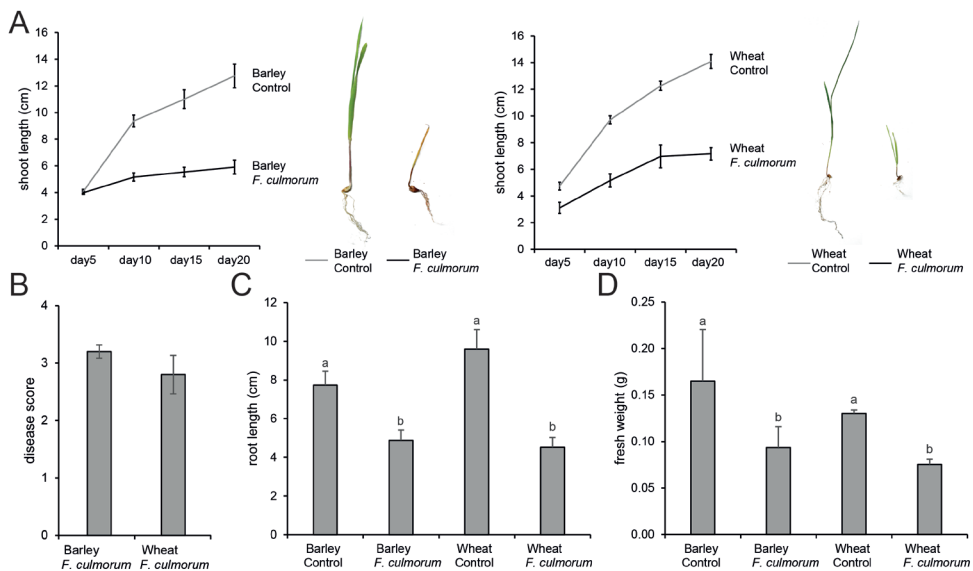 A
shoot length (cm)
16
14
12
10
8
6
4
2
0
day5
day10
day15
day20
Barley
Control
Barley
F. culmorum
Barley
Control
Barley
F. culmorum
shoot length (cm)
16
14
12
10
8
6
4
2
0
day5
day10
day15
day20
Wheat
Control
Wheat
F. culmorum
Wheat
Control
Wheat
F. culmorum
B
disease score
4
3
2
1
0
Barley
F. culmorum
Wheat
F. culmorum
C
root length (cm)
12
10
8
6
4
2
0
a
b
a
b
Barley
Control
Barley
F. culmorum
Wheat
Control
Wheat
F. culmorum
D
fresh weight (g)
0.25
0.20
0.15
0.10
0.05
0.00
a
b
a
b
Barley
Control
Barley
F. culmorum
Wheat
Control
Wheat
F. culmorum